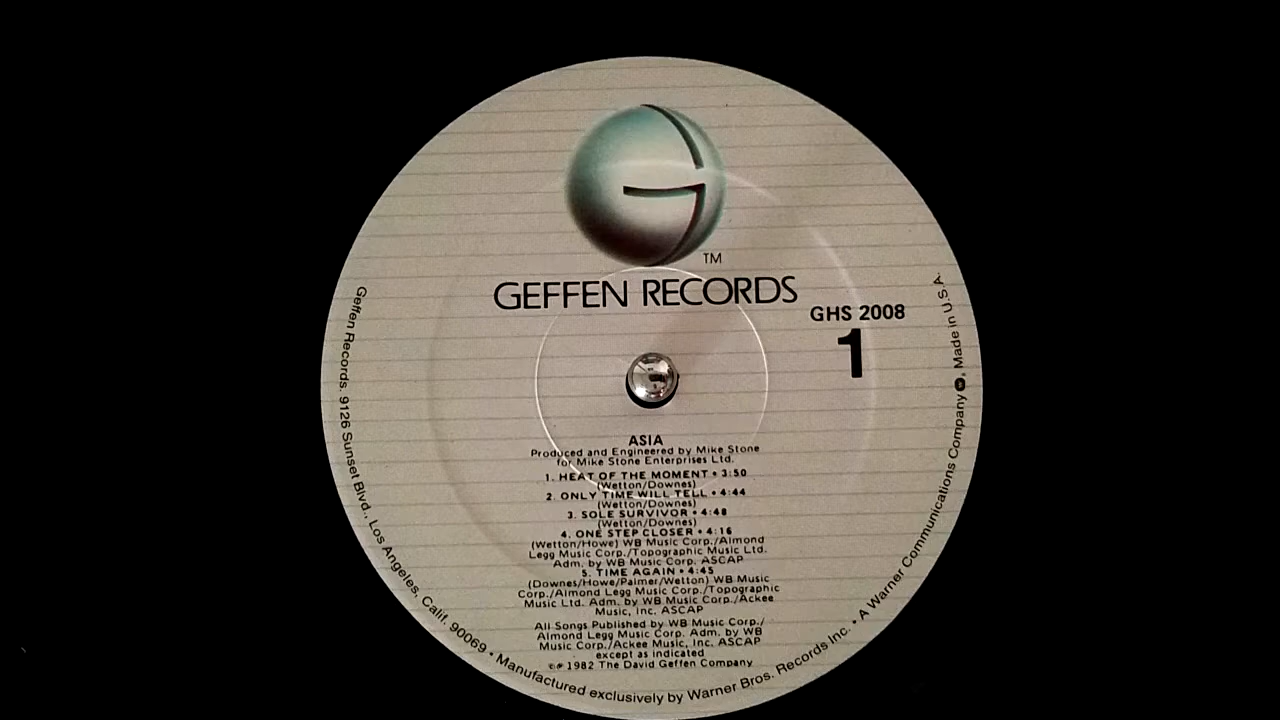 TM
GEFFEN RECORDS
GHS 2008
1
ASIA
Produced and Engineered by Mike Stone
for Mike Stone Enterprises Ltd.
1. HEAT OF THE MOMENT • 3:50
(Wetton/Downes)
2. ONLY TIME WILL TELL • 4:44
(Wetton/Downes)
3. SOLE SURVIVOR • 4:48
(Wetton/Downes)
4. ONE STEP CLOSER • 4:16
(Wetton/Howe) WB Music Corp./Almond
Legg Music Corp./Topographic Music Ltd.
Adm. by WB Music Corp. ASCAP
5. TIME AGAIN • 4:45
(Downes/Howe/Palmer/Wetton) WB Music
Corp./Almond Legg Music Corp./Topographic
Music Ltd. Adm. by WB Music Corp./Ackee
Music, Inc. ASCAP
All Songs Published by WB Music Corp./
Almond Legg Music Corp. Adm. by WB
Music Corp./Ackee Music, Inc. ASCAP
except as indicated
©℗ 1982 The David Geffen Company
Geffen Records. 9126 Sunset Blvd., Los Angeles, Calif. 90069 • Manufactured exclusively by Warner Bros. Records Inc. • A Warner Communications Company. Made in U.S.A.